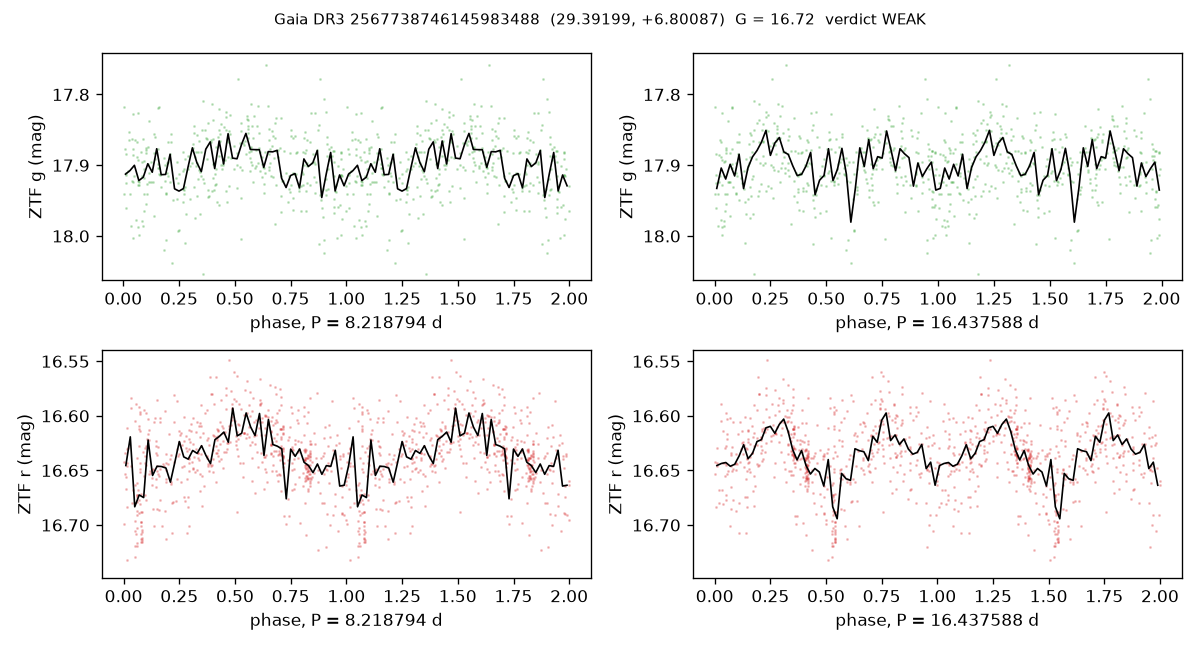 Gaia DR3 2567738746145983488 (29.39199, +6.80087) G = 16.72 verdict WEAK
ZTF g (mag)
17.8
17.9
18.0
0.00 0.25 0.50 0.75 1.00 1.25 1.50 1.75 2.00
phase, P = 8.218794 d
ZTF g (mag)
17.8
17.9
18.0
0.00 0.25 0.50 0.75 1.00 1.25 1.50 1.75 2.00
phase, P = 16.437588 d
ZTF r (mag)
16.55
16.60
16.65
16.70
0.00 0.25 0.50 0.75 1.00 1.25 1.50 1.75 2.00
phase, P = 8.218794 d
ZTF r (mag)
16.55
16.60
16.65
16.70
0.00 0.25 0.50 0.75 1.00 1.25 1.50 1.75 2.00
phase, P = 16.437588 d